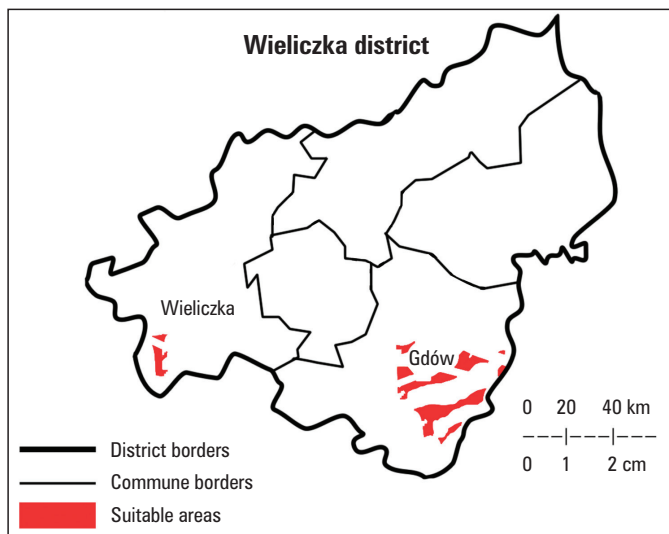 Wieliczka district
Wieliczka
Gdów
0 20 40 km
0 1 2 cm
District borders
Commune borders
Suitable areas